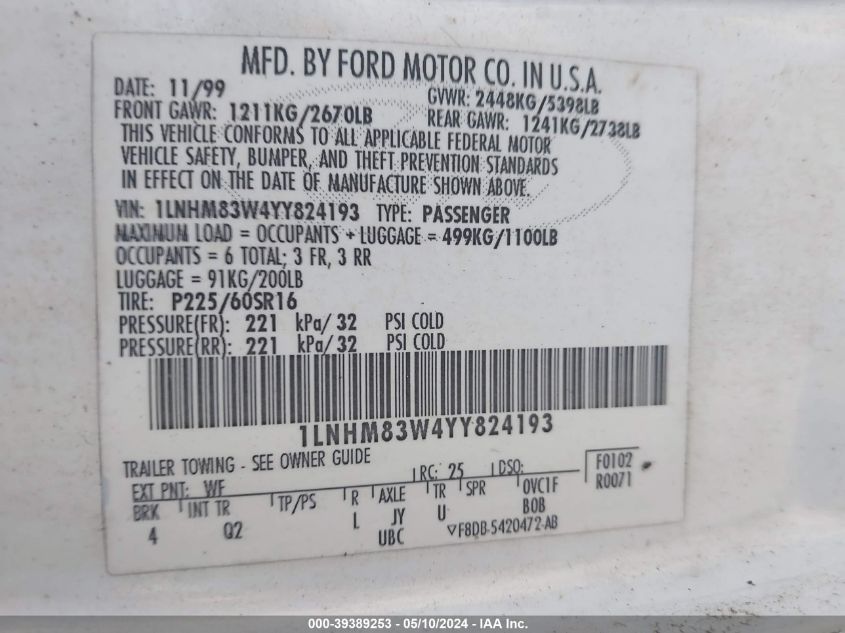 MFD. BY FORD MOTOR CO. IN U.S.A.
DATE: 11/99 GVWR: 2448KG/5398LB
FRONT GAWR: 1211KG/2670LB REAR GAWR: 1241KG/2738LB
THIS VEHICLE CONFORMS TO ALL APPLICABLE FEDERAL MOTOR
VEHICLE SAFETY, BUMPER, AND THEFT PREVENTION STANDARDS
IN EFFECT ON THE DATE OF MANUFACTURE SHOWN ABOVE.
VIN: 1LNHM83W4YY824193 TYPE: PASSENGER
MAXIMUM LOAD = OCCUPANTS + LUGGAGE = 499KG/1100LB
OCCUPANTS = 6 TOTAL; 3 FR, 3 RR
LUGGAGE = 91KG/200LB
TIRE: P225/60SR16
PRESSURE(FR): 221 kPa/ 32 PSI COLD
PRESSURE(RR): 221 kPa/ 32 PSI COLD
1LNHM83W4YY824193
TRAILER TOWING - SEE OWNER GUIDE
EXT PNT: WF RC: 25 DSO: F0102
BRK INT TR TP/PS R AXLE TR SPR OVC1F R0071
4 Q2 L JY U BOB
UBC ▽F8DB-5420472-AB
000-39389253 - 05/10/2024 - IAA Inc.